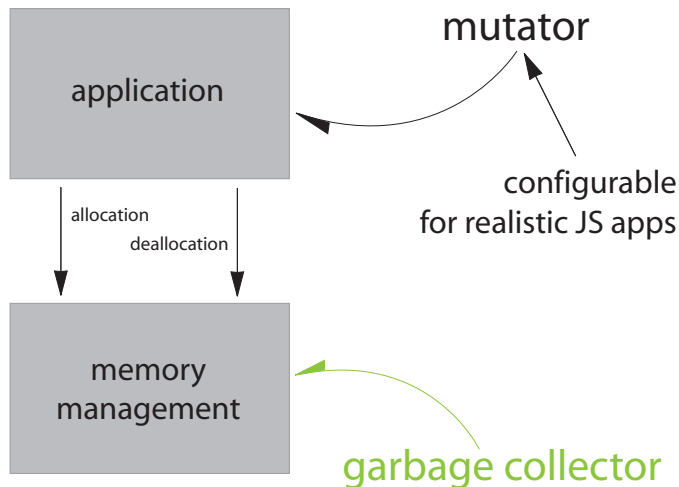 mutator
application
configurable
for realistic JS apps
allocation
deallocation
memory
management
garbage collector